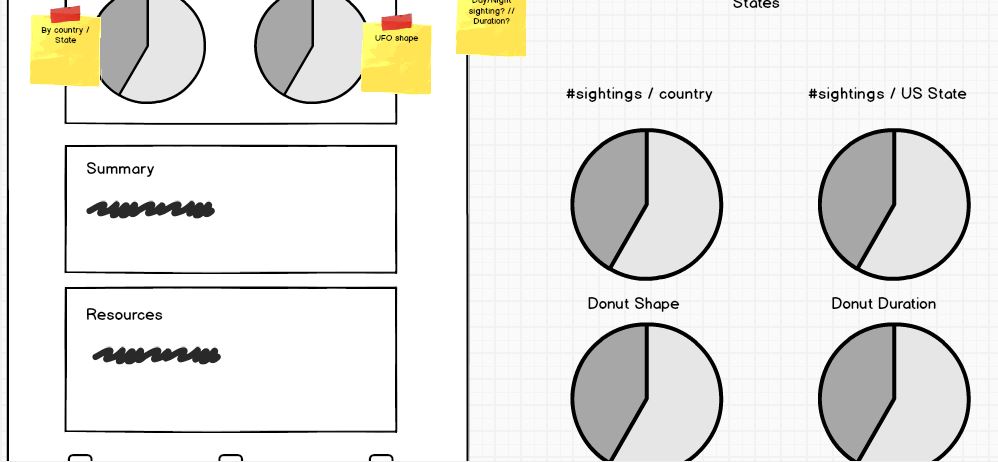 By country /
State
UFO shape
Day/Night
sighting? //
Duration?
States
#sightings / country
#sightings / US State
Summary
Resources
Donut Shape
Donut Duration